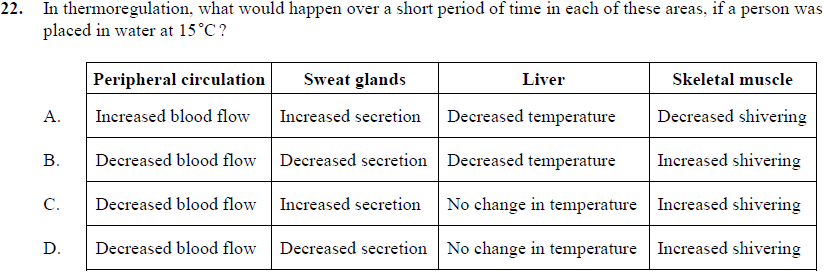 22. In thermoregulation, what would happen over a short period of time in each of these areas, if a person was
placed in water at 15°C?
Peripheral circulation Sweat glands Liver Skeletal muscle
A. Increased blood flow Increased secretion Decreased temperature Decreased shivering
B. Decreased blood flow Decreased secretion Decreased temperature Increased shivering
C. Decreased blood flow Increased secretion No change in temperature Increased shivering
D. Decreased blood flow Decreased secretion No change in temperature Increased shivering